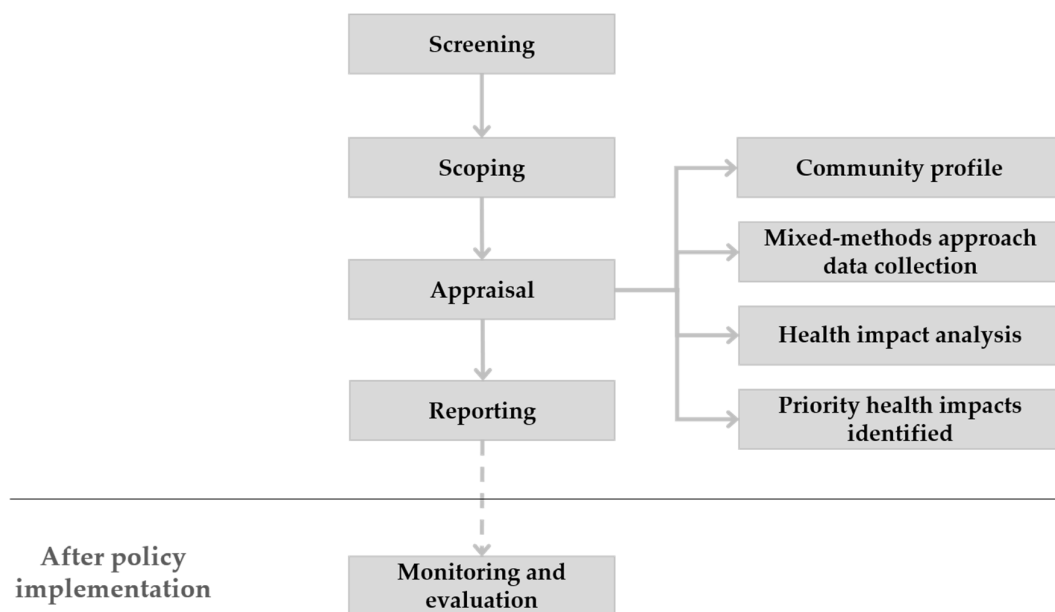 Screening
Scoping
Appraisal
Reporting
Community profile
Mixed-methods approach
data collection
Health impact analysis
Priority health impacts
identified
After policy
implementation
Monitoring and
evaluation